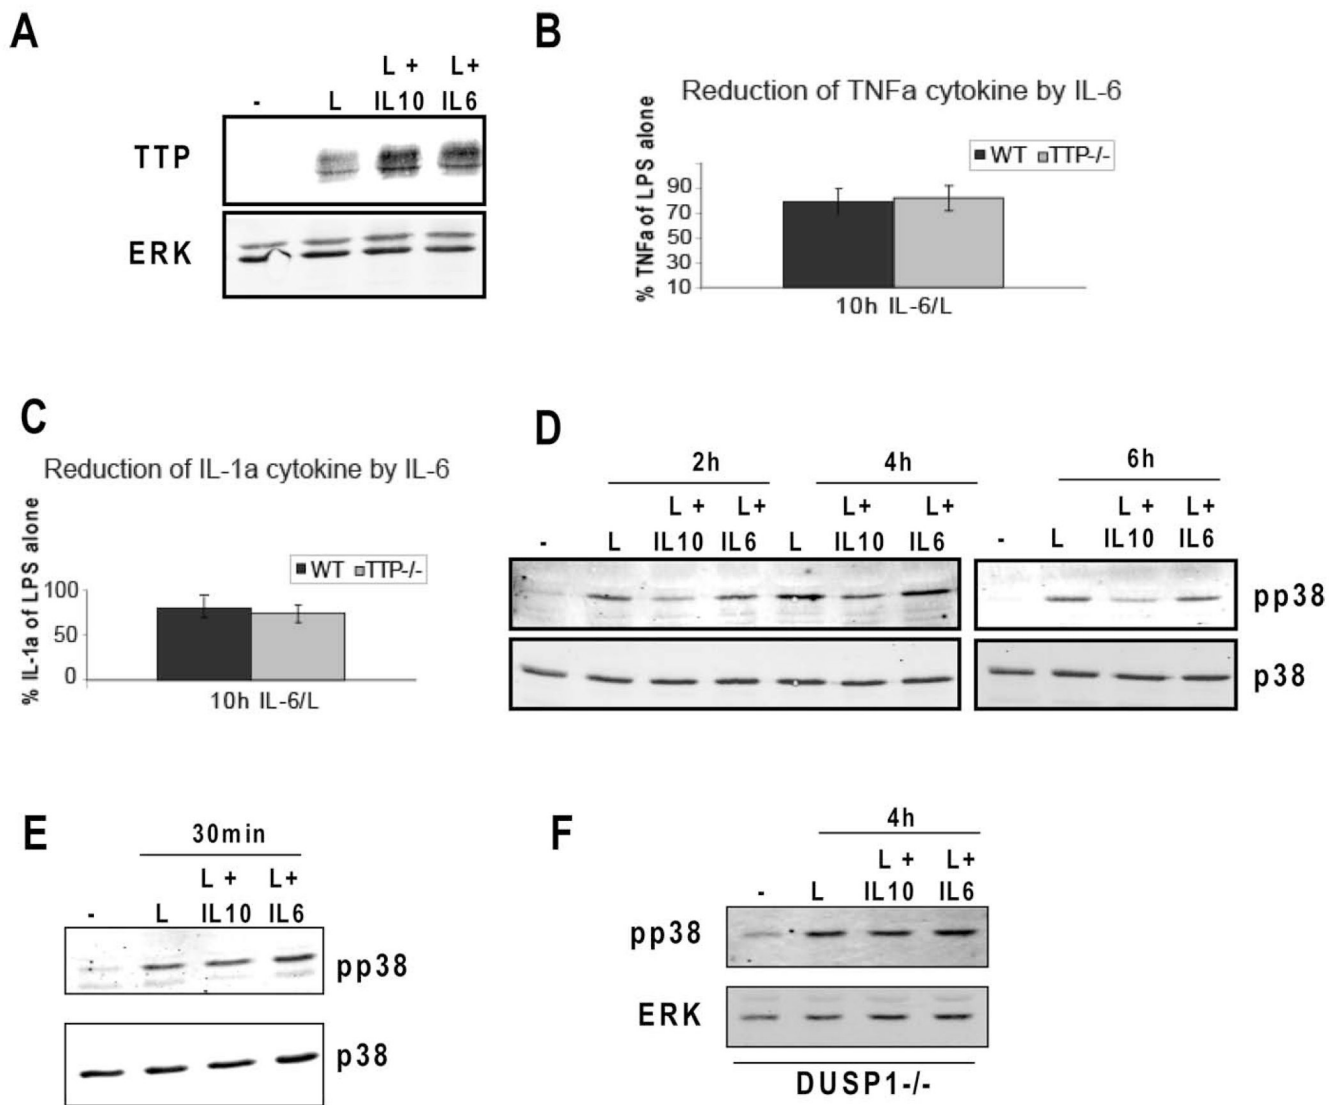 A
L + L+
- L IL10 IL6
TTP
ERK
B
Reduction of TNFa cytokine by IL-6
WT TTP-/-
% TNFa of LPS alone
90
70
50
30
10
10h IL-6/L
C
Reduction of IL-1a cytokine by IL-6
WT TTP-/-
% IL-1a of LPS alone
100
50
0
10h IL-6/L
D
2h 4h 6h
L + L+ L+ L+ L + L+
- L IL10 IL6 L IL10 IL6 - L IL10 IL6
pp38
p38
E
30min
L + L+
- L IL10 IL6
pp38
p38
F
4h
L + L+
- L IL10 IL6
pp38
ERK
DUSP1-/-